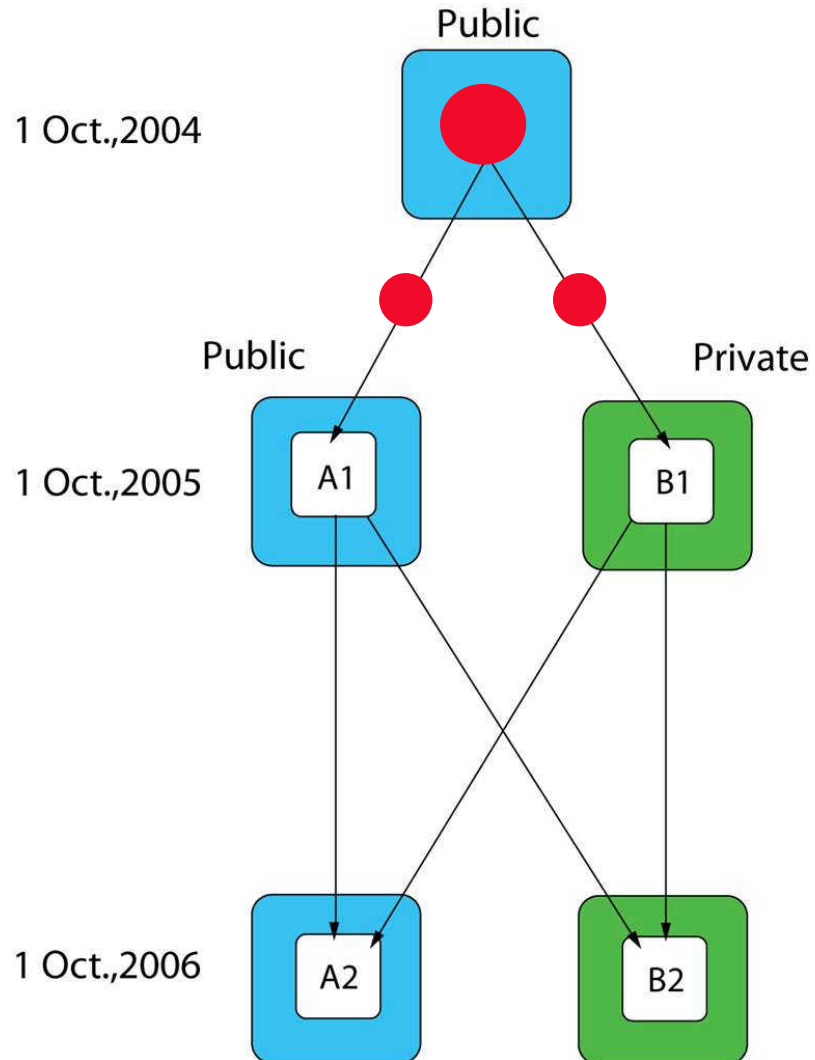 Public
1 Oct.,2004
Public
Private
1 Oct.,2005
A1
B1
1 Oct.,2006
A2
B2